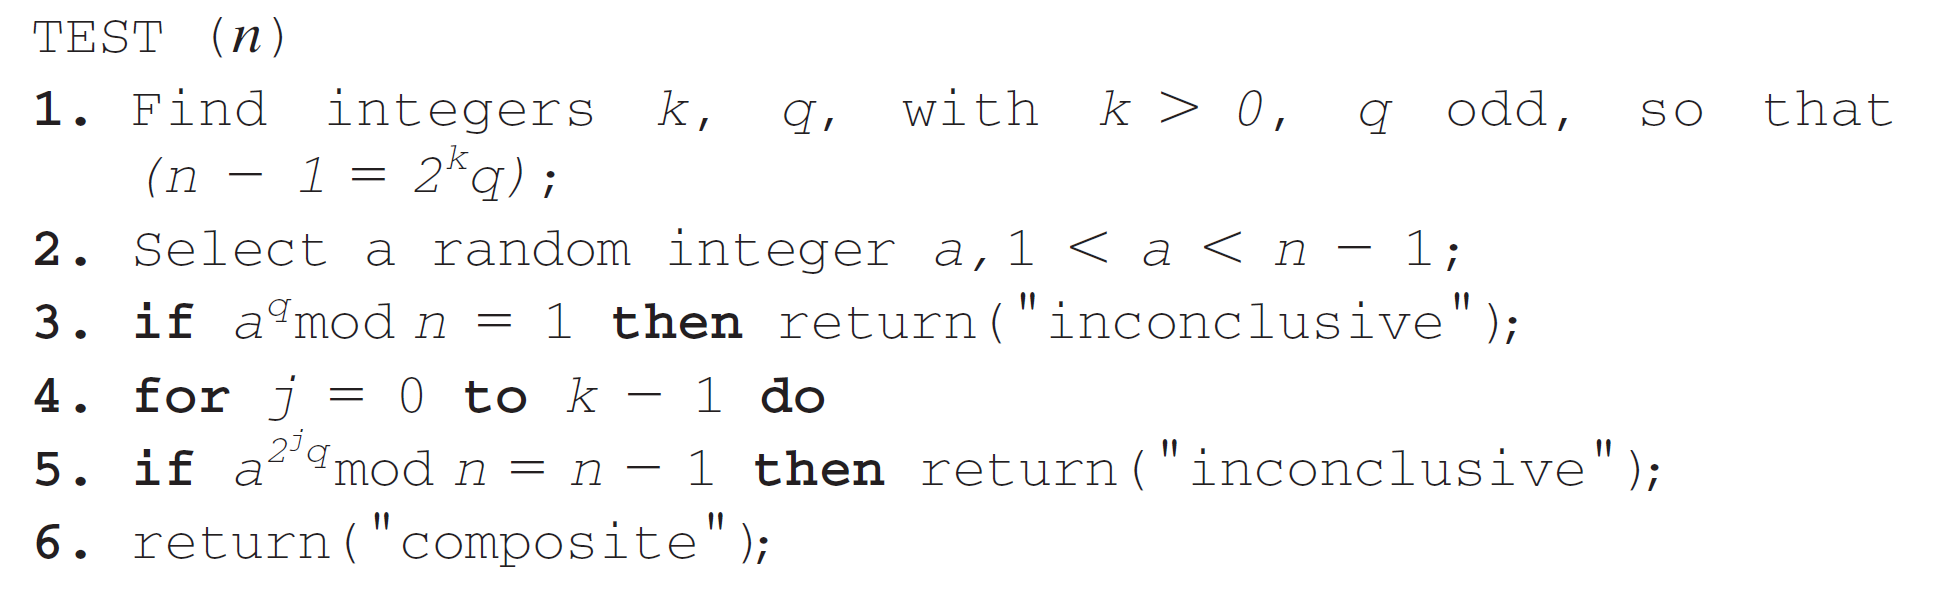 TEST (n)
1. Find integers k, q, with k > 0, q odd, so that
(n − 1 = 2^k q);
2. Select a random integer a, 1 < a < n − 1;
3. if a^q mod n = 1 then return("inconclusive");
4. for j = 0 to k − 1 do
5. if a^{2^j q} mod n = n − 1 then return("inconclusive");
6. return("composite");